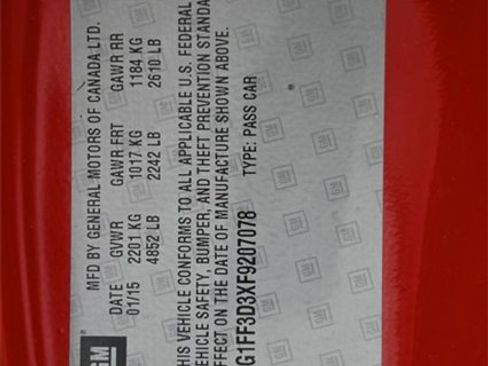 GM
MFD BY GENERAL MOTORS OF CANADA LTD.
DATE GVWR GAWR FRT GAWR RR
01/15 2201 KG 1017 KG 1184 KG
4852 LB 2242 LB 2610 LB
HIS VEHICLE CONFORMS TO ALL APPLICABLE U.S. FEDERAL
EHICLE SAFETY, BUMPER, AND THEFT PREVENTION STANDA
FFECT ON THE DATE OF MANUFACTURE SHOWN ABOVE.
G1FF3D3XF9207078 TYPE: PASS CAR